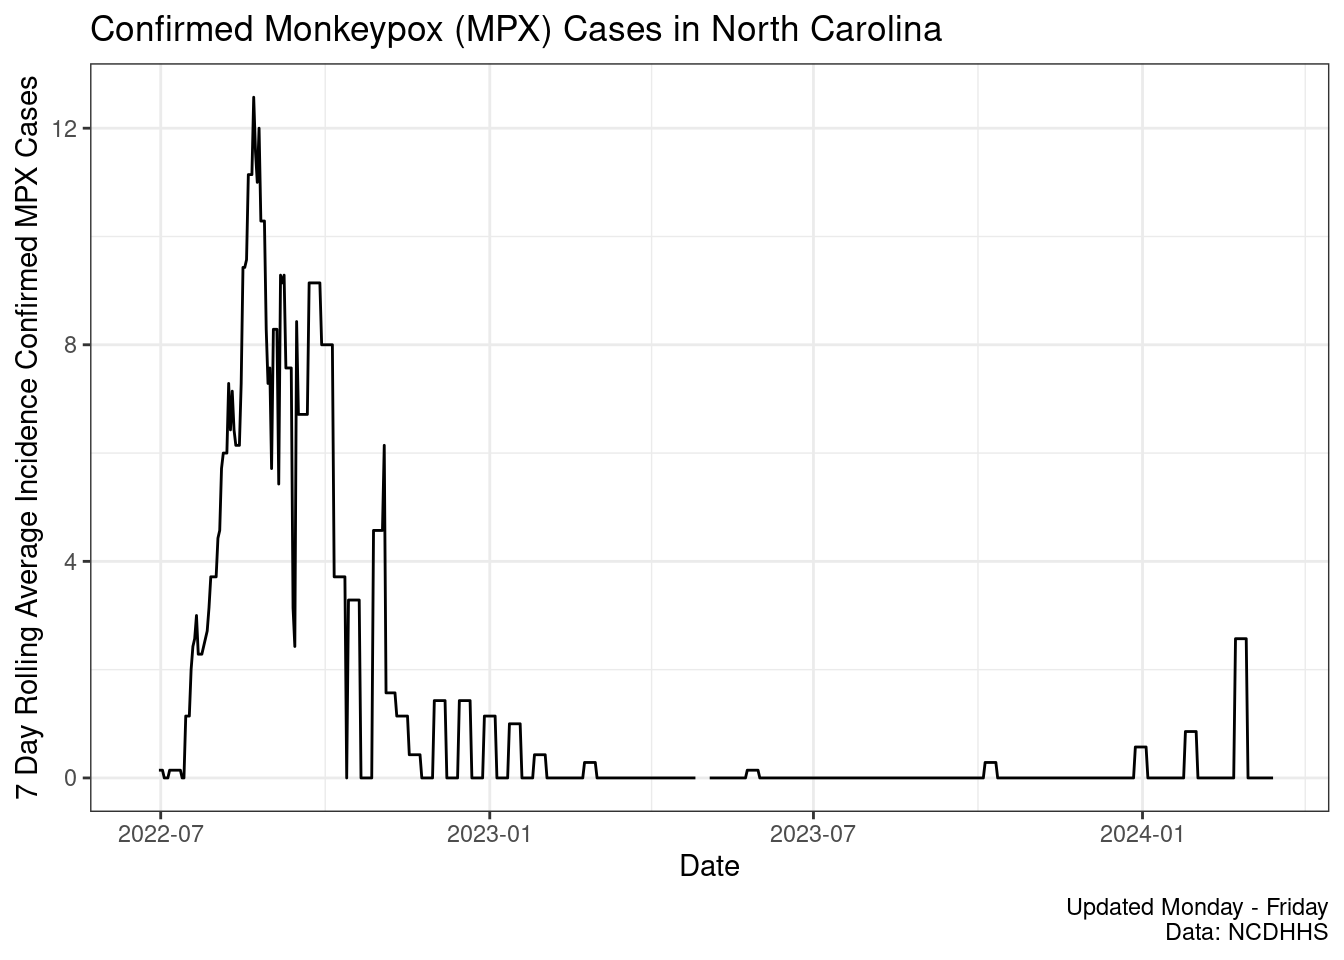 Confirmed Monkeypox (MPX) Cases in North Carolina
7 Day Rolling Average Incidence Confirmed MPX Cases
12
8
4
0
2022-07
2023-01
2023-07
2024-01
Date
Updated Monday - Friday
Data: NCDHHS